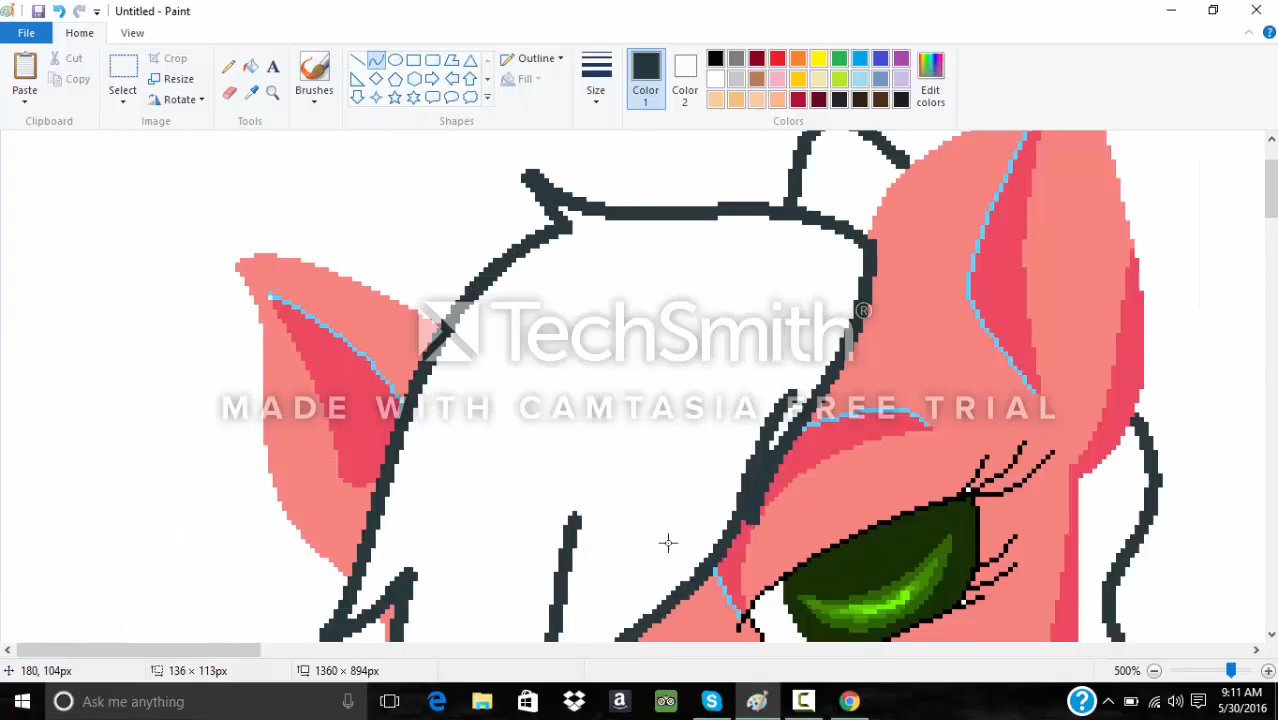 Untitled - Paint
File
Home
View
Paste
Cut
Copy
Clipboard
Select
Crop
Resize
Rotate
Image
Tools
Brushes
Shapes
Outline
Fill
Size
Color 1
Color 2
Edit colors
Colors
TechSmith®
MADE WITH CAMTASIA FREE TRIAL
180, 104px
136 × 113px
1360 × 894px
500%
Ask me anything
9:11 AM
5/30/2016